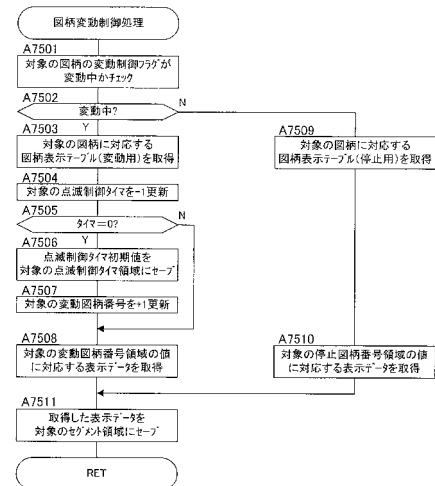 図柄変動制御処理
A7501
対象の図柄の変動制御フラグが
変動中かチェック
A7502
変動中?
N
Y
A7503
対象の図柄に対応する
図柄表示テーブル(変動用)を取得
A7509
対象の図柄に対応する
図柄表示テーブル(停止用)を取得
A7504
対象の点滅制御タイマを-1更新
A7505
タイマ=0?
N
Y
A7506
点滅制御タイマ初期値を
対象の点滅制御タイマ領域にセーブ
A7507
対象の変動図柄番号を+1更新
A7508
対象の変動図柄番号領域の値
に対応する表示データを取得
A7510
対象の停止図柄番号領域の値
に対応する表示データを取得
A7511
取得した表示データを
対象のセグメント領域にセーブ
RET